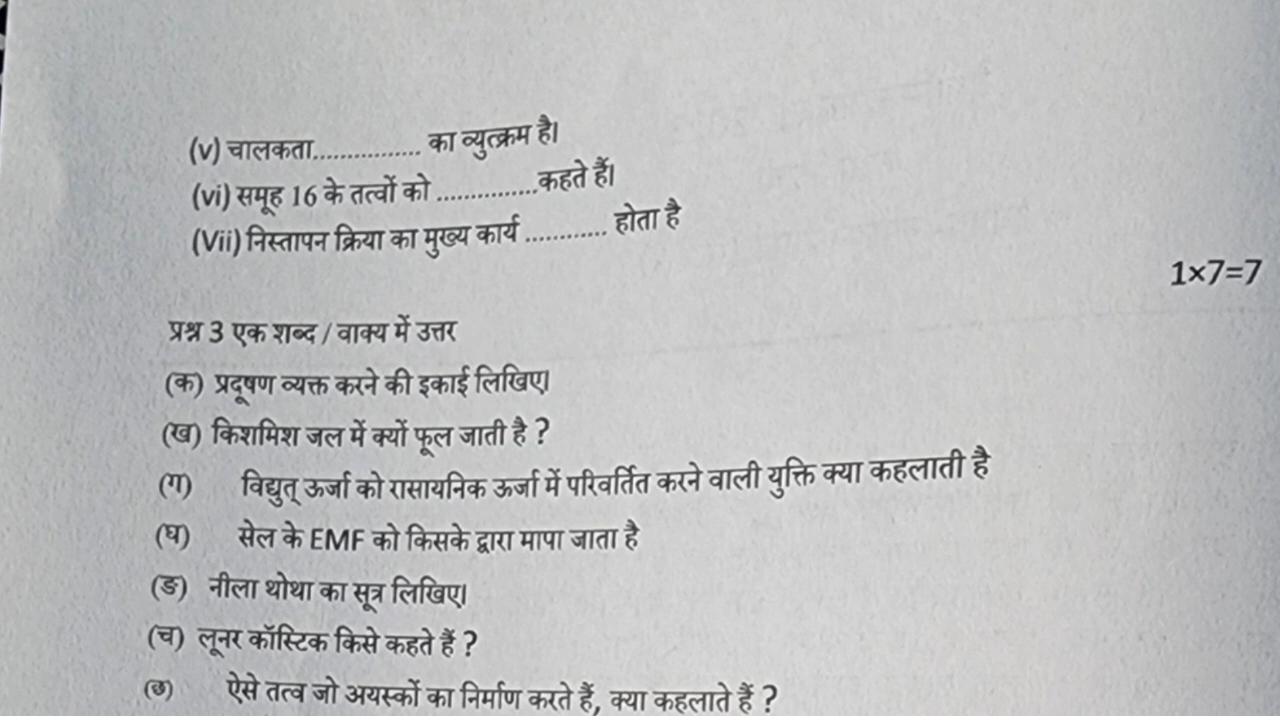 (v) चालकता................ का व्युत्क्रम है।
(vi) समूह 16 के तत्वों को ...............कहते हैं।
(Vii) निस्तापन क्रिया का मुख्य कार्य ............ होता है
1×7=7
प्रश्न 3 एक शब्द / वाक्य में उत्तर
(क) प्रदूषण व्यक्त करने की इकाई लिखिए।
(ख) किशमिश जल में क्यों फूल जाती है ?
(ग) विद्युत् ऊर्जा को रासायनिक ऊर्जा में परिवर्तित करने वाली युक्ति क्या कहलाती है
(घ) सेल के EMF को किसके द्वारा मापा जाता है
(ङ) नीला थोथा का सूत्र लिखिए।
(च) लूनर कॉस्टिक किसे कहते हैं ?
(छ) ऐसे तत्व जो अयस्कों का निर्माण करते हैं, क्या कहलाते हैं ?